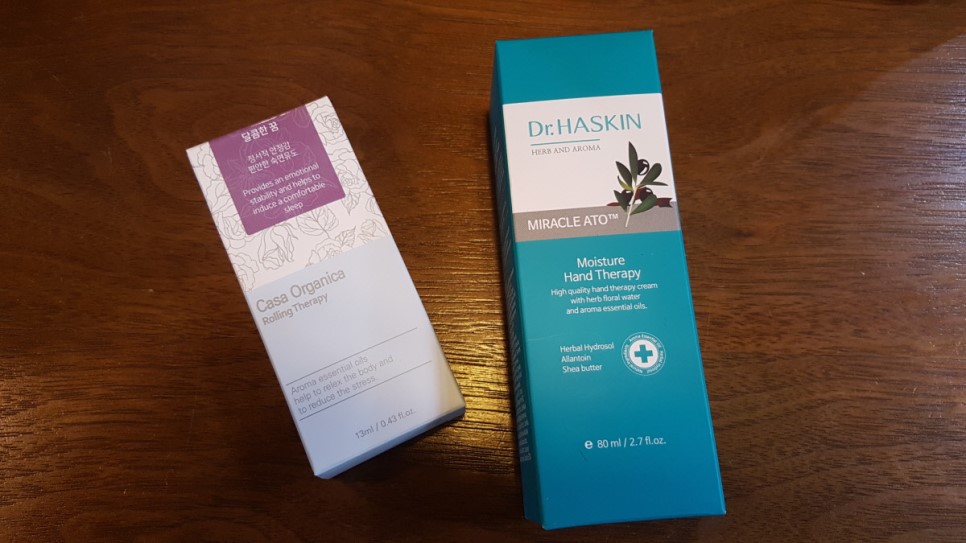 달콤한 꿈
정서적 안정감
편안한 숙면유도
Provides an emotional
stability and helps to
induce a comfortable
sleep
Casa Organica
Rolling Therapy
Aroma essential oils
help to relex the body and
to reduce the stress.
13ml / 0.43 fl.oz.
Dr.HASKIN
HERB AND AROMA
MIRACLE ATO™
Moisture
Hand Therapy
High quality hand therapy cream
with herb floral water
and aroma essential oils.
Herbal Hydrosol
Allantoin
Shea butter
e 80 ml / 2.7 fl.oz.